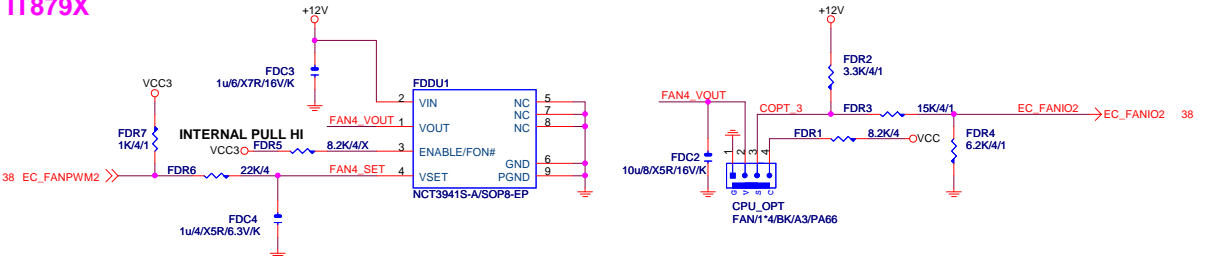 IT879X
+12V
FDC3
1u/6/X7R/16V/K
VCC3
FDR7
1K/4/1
INTERNAL PULL HI
VCC3
FDR5
8.2K/4/X
38 EC_FANPWM2
FDR6
22K/4
FAN4_SET
FAN4_VOUT
FDC4
1u/4/X5R/6.3V/K
FDDU1
2 VIN
1 VOUT
3 ENABLE/FON#
4 VSET
NC 5
NC 7
NC 8
GND 6
PGND 9
NCT3941S-A/SOP8-EP
+12V
FDR2
3.3K/4/1
FAN4_VOUT
COPT_3
FDR3
15K/4/1
EC_FANIO2
EC_FANIO2 38
FDR1
8.2K/4
VCC
FDR4
6.2K/4/1
FDC2
10u/8/X5R/16V/K
1 2 3 4
G V S C
CPU_OPT
FAN/1*4/BK/A3/PA66